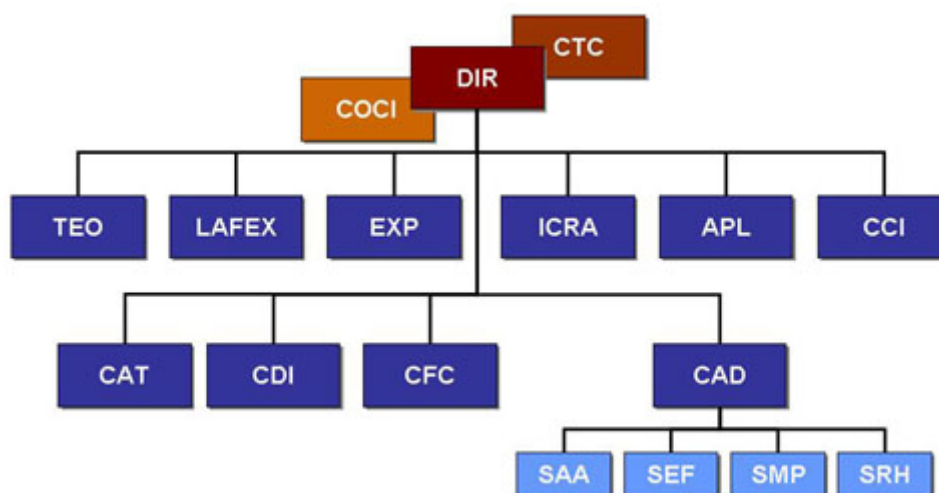 CTC
DIR
COCI
TEO LAFEX EXP ICRA APL CCI
CAT CDI CFC CAD
SAA SEF SMP SRH